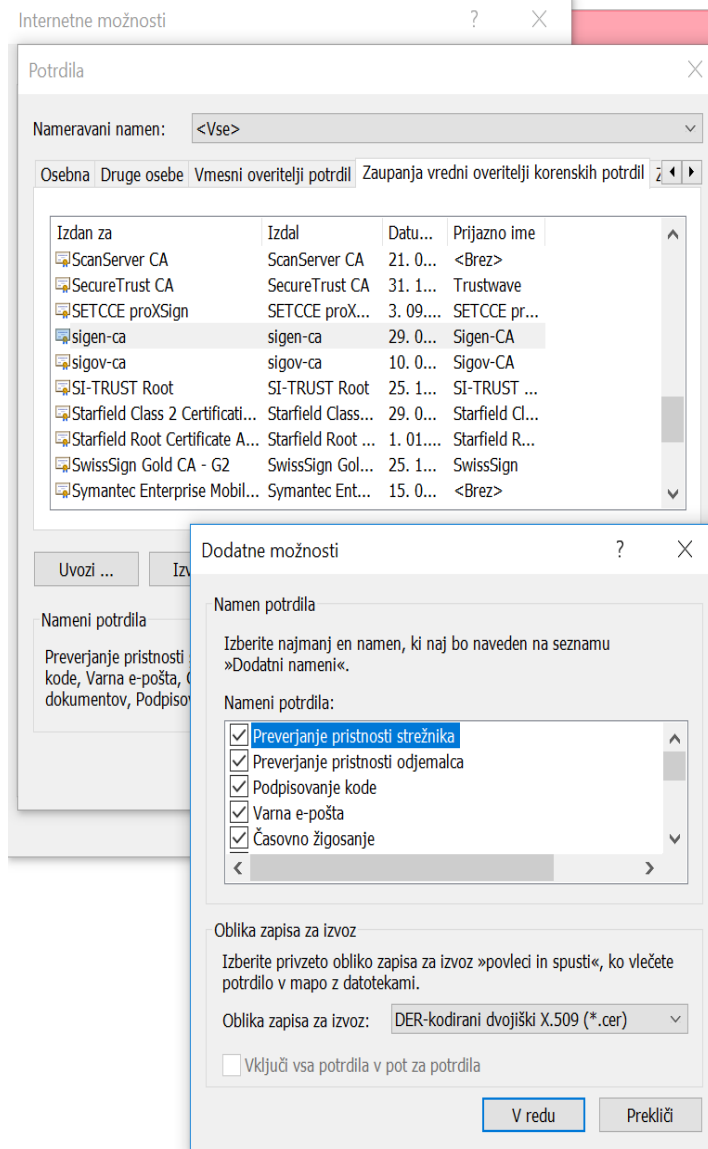 Internetne možnosti
Potrdila
Nameravani namen: <Vse>
Osebna Druge osebe Vmesni overitelji potrdil Zaupanja vredni overitelji korenskih potrdil
Izdan za Izdal Datu... Prijazno ime
ScanServer CA ScanServer CA 21. 0... <Brez>
SecureTrust CA SecureTrust CA 31. 1... Trustwave
SETCCE proXSign SETCCE proX... 3. 09.... SETCCE pr...
sigen-ca sigen-ca 29. 0... Sigen-CA
sigov-ca sigov-ca 10. 0... Sigov-CA
SI-TRUST Root SI-TRUST Root 25. 1... SI-TRUST ...
Starfield Class 2 Certificati... Starfield Class... 29. 0... Starfield Cl...
Starfield Root Certificate A... Starfield Root ... 1. 01.... Starfield R...
SwissSign Gold CA - G2 SwissSign Gol... 25. 1... SwissSign
Symantec Enterprise Mobil... Symantec Ent... 15. 0... <Brez>
Uvozi ...
Nameni potrdila
Preverjanje pristnosti
kode, Varna e-pošta,
dokumentov,
Dodatne možnosti
Namen potrdila
Izberite najmanj en namen, ki naj bo naveden na seznamu
»Dodatni nameni«.
Nameni potrdila:
Preverjanje pristnosti strežnika
Preverjanje pristnosti odjemalca
Podpisovanje kode
Varna e-pošta
Časovno žigosanje
Oblika zapisa za izvoz
Izberite privzeto obliko zapisa za izvoz »povleci in spusti«, ko vlečete
potrdilo v mapo z datotekami.
Oblika zapisa za izvoz: DER-kodirani dvojiški X.509 (*.cer)
Vključi vsa potrdila v pot za potrdila
V redu Prekliči